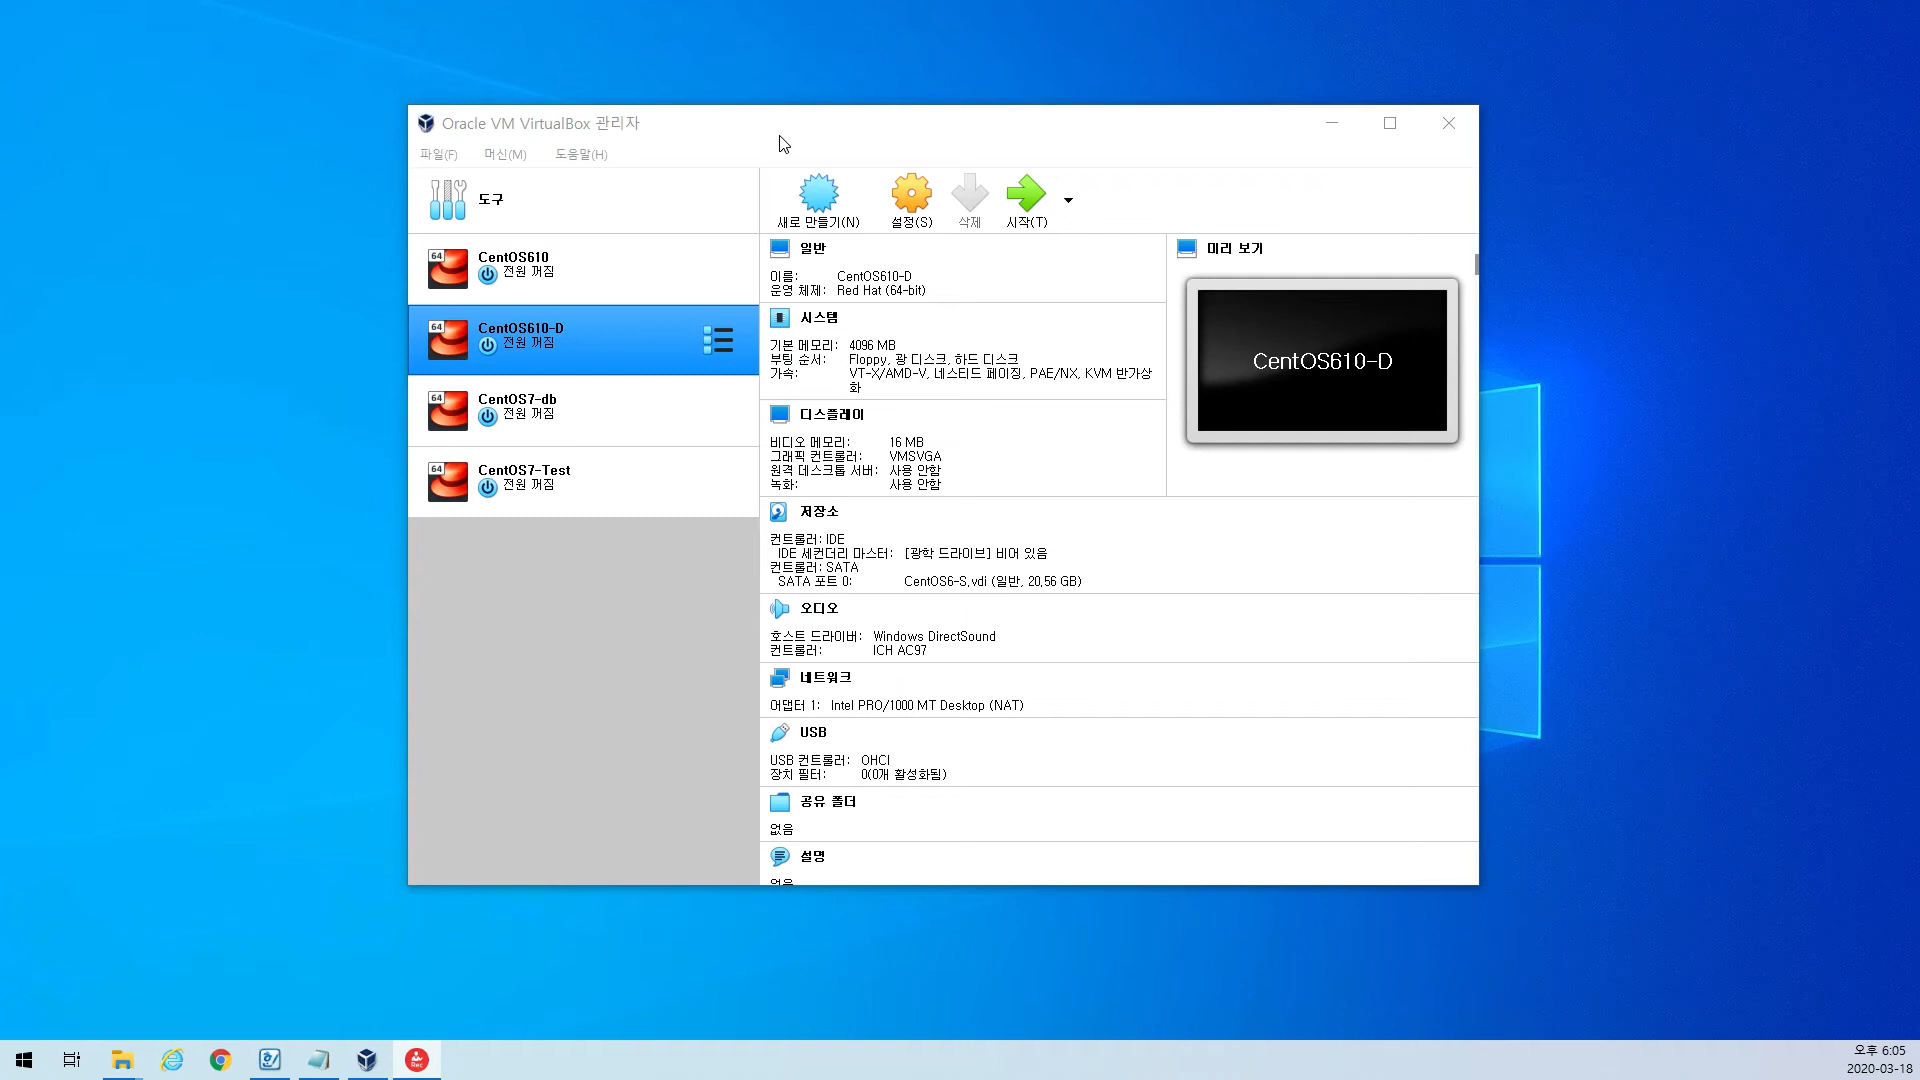 Oracle VM VirtualBox 관리자
파일(F) 머신(M) 도움말(H)
도구
새로 만들기(N) 설정(S) 삭제 시작(T)
64 CentOS610
전원 꺼짐
64 CentOS610-D
전원 꺼짐
64 CentOS7-db
전원 꺼짐
64 CentOS7-Test
전원 꺼짐
일반
이름: CentOS610-D
운영 체제: Red Hat (64-bit)
시스템
기본 메모리: 4096 MB
부팅 순서: Floppy, 광 디스크, 하드 디스크
가속: VT-x/AMD-V, 네스티드 페이징, PAE/NX, KVM 반가상
화
디스플레이
비디오 메모리: 16 MB
그래픽 컨트롤러: VMSVGA
원격 데스크톱 서버: 사용 안함
녹화: 사용 안함
미리 보기
CentOS610-D
저장소
컨트롤러: IDE
IDE 세컨더리 마스터: [광학 드라이브] 비어 있음
컨트롤러: SATA
SATA 포트 0: CentOS6-S.vdi (일반, 20.56 GB)
오디오
호스트 드라이버: Windows DirectSound
컨트롤러: ICH AC97
네트워크
어댑터 1: Intel PRO/1000 MT Desktop (NAT)
USB
USB 컨트롤러: OHCI
장치 필터: 0(0개 활성화됨)
공유 폴더
없음
설명
없음
Rec
오후 6:05
2020-03-18